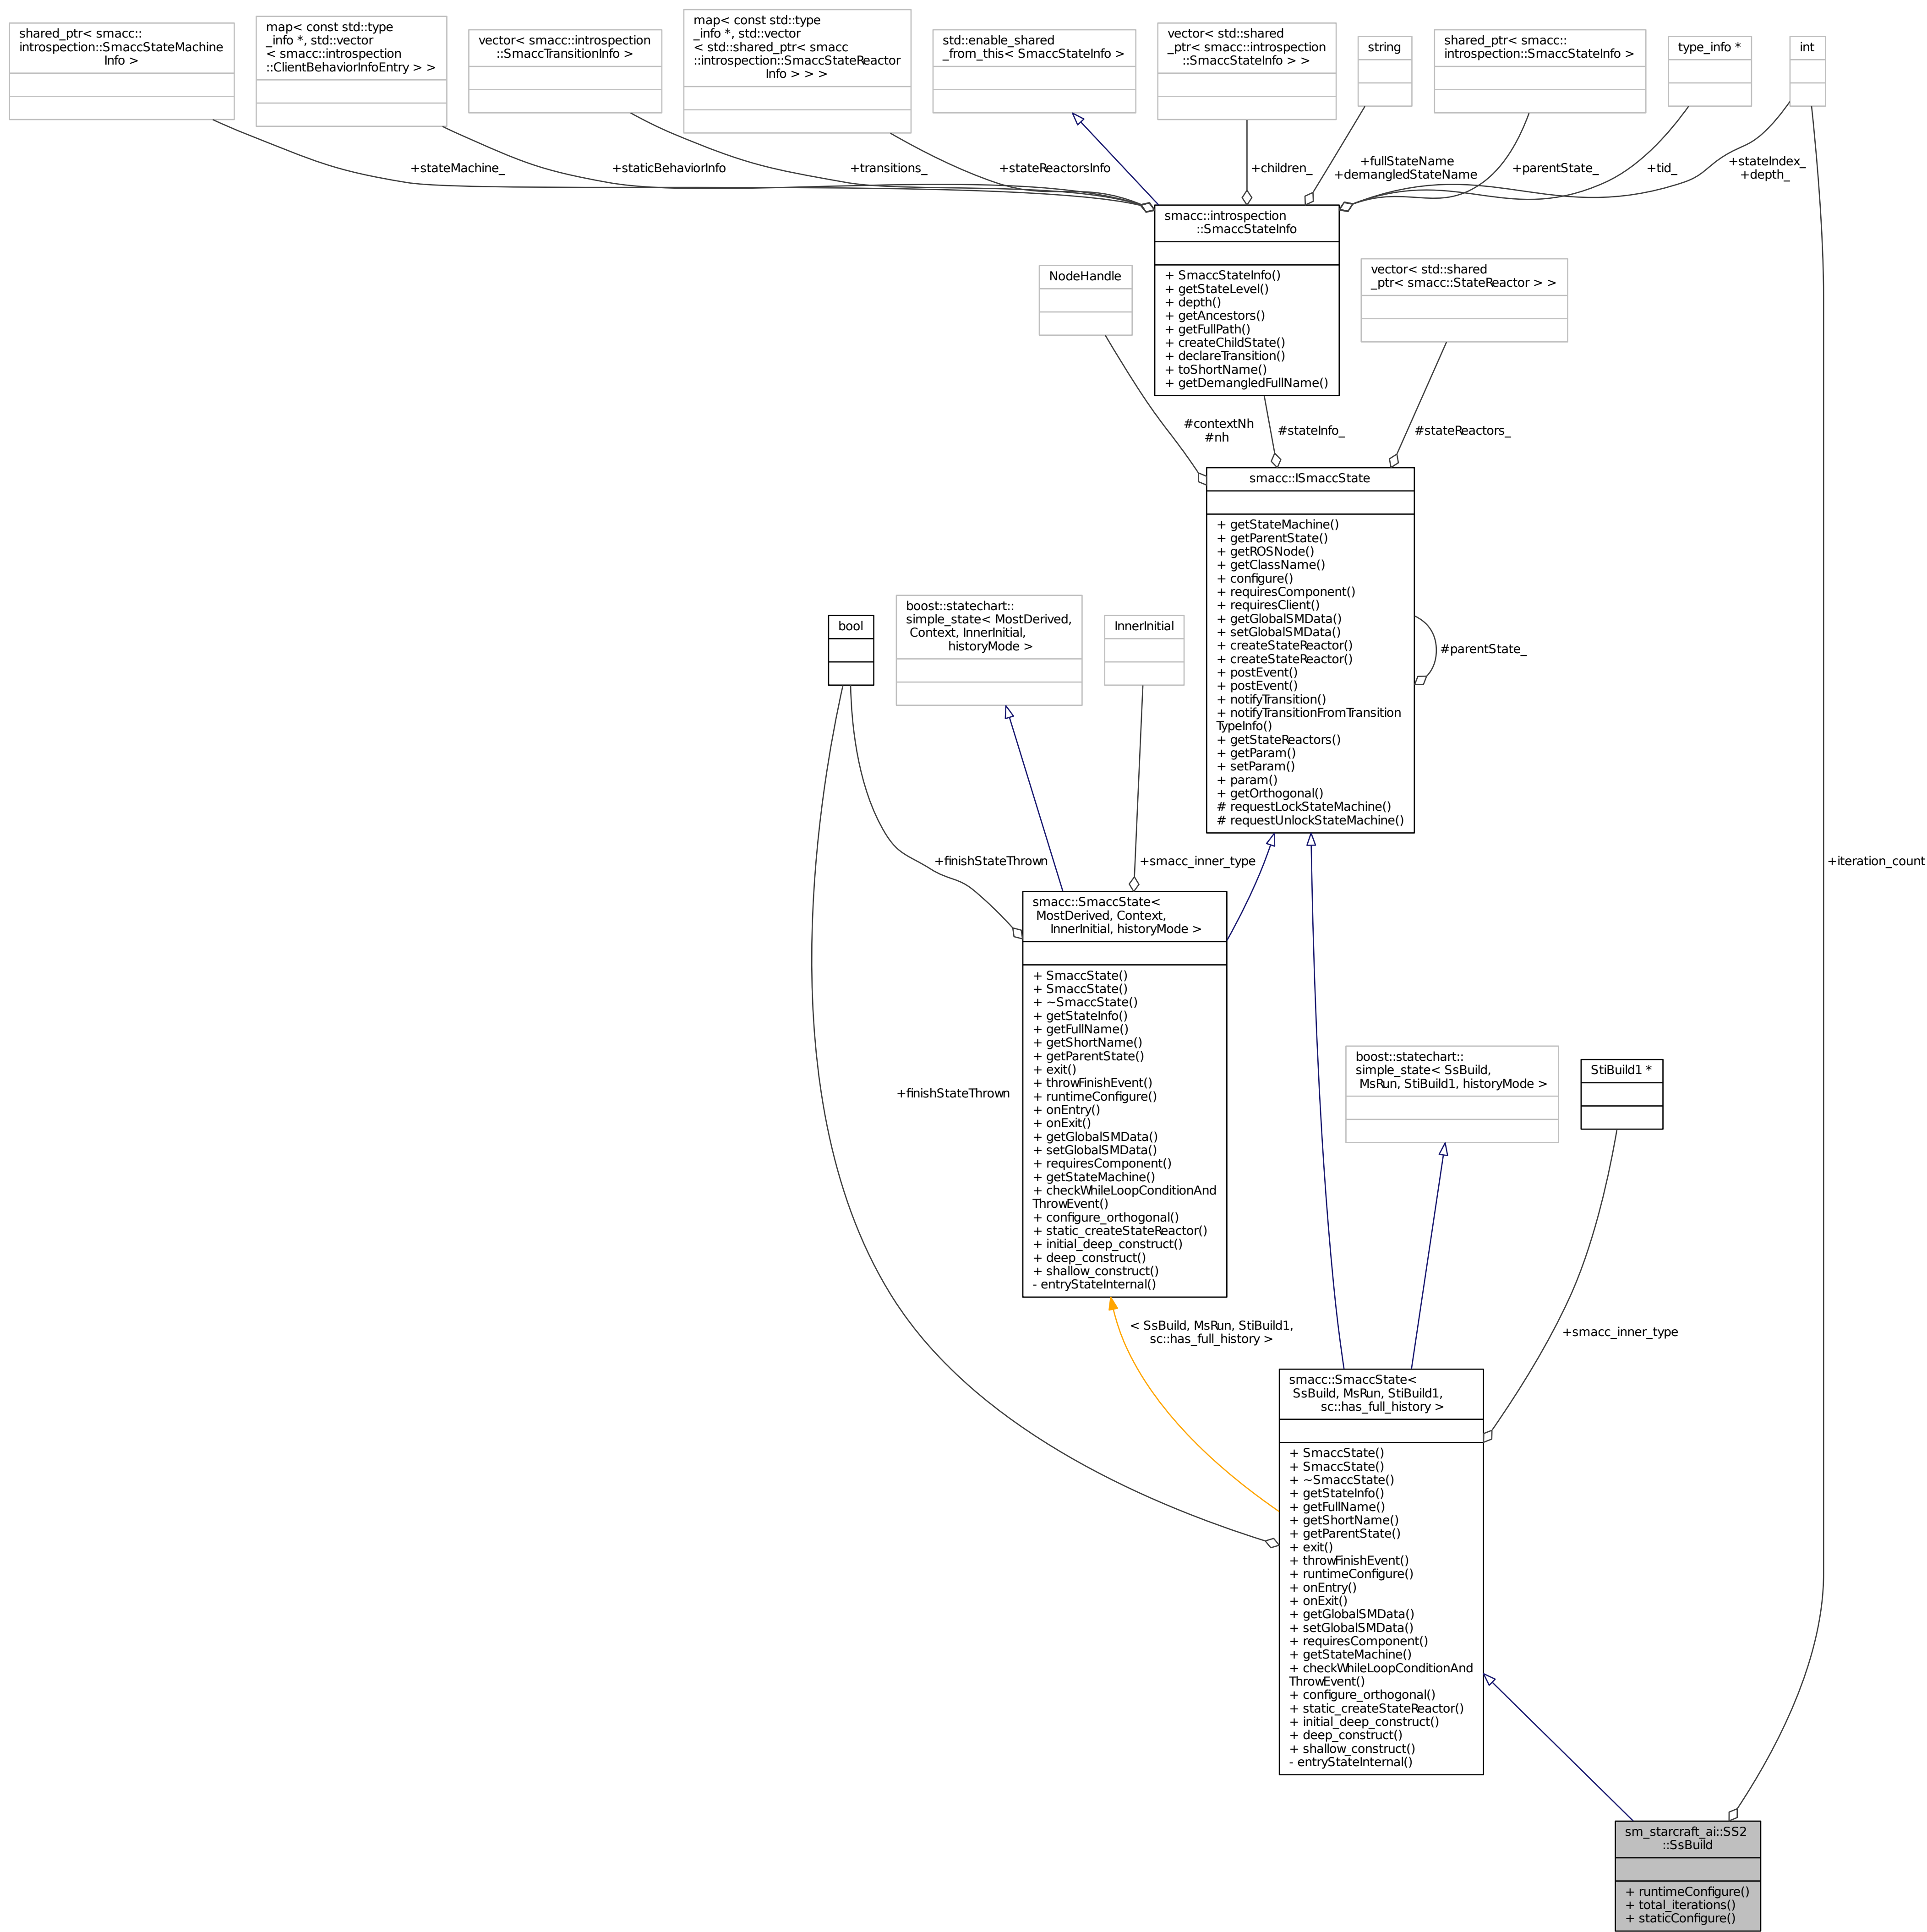 shared_ptr< smacc::
introspection::SmaccStateMachine
Info >
map< const std::type
_info *, std::vector
< smacc::introspection
::ClientBehaviorInfoEntry > >
vector< smacc::introspection
::SmaccTransitionInfo >
map< const std::type
_info *, std::vector
< std::shared_ptr< smacc
::introspection::SmaccStateReactor
Info > > >
std::enable_shared
_from_this< SmaccStateInfo >
vector< std::shared
_ptr< smacc::introspection
::SmaccStateInfo > >
string
shared_ptr< smacc::
introspection::SmaccStateInfo >
type_info *
int
+stateMachine_
+staticBehaviorInfo
+transitions_
+stateReactorsInfo
+children_
+fullStateName
+demangledStateName
+parentState_
+tid_
+stateIndex_
+depth_
smacc::introspection
::SmaccStateInfo
+ SmaccStateInfo()
+ getStateLevel()
+ depth()
+ getAncestors()
+ getFullPath()
+ createChildState()
+ declareTransition()
+ toShortName()
+ getDemangledFullName()
NodeHandle
vector< std::shared
_ptr< smacc::StateReactor > >
#contextNh
#nh
#stateInfo_
#stateReactors_
smacc::ISmaccState
+ getStateMachine()
+ getParentState()
+ getROSNode()
+ getClassName()
+ configure()
+ requiresComponent()
+ requiresClient()
+ getGlobalSMData()
+ setGlobalSMData()
+ createStateReactor()
+ createStateReactor()
+ postEvent()
+ postEvent()
+ notifyTransition()
+ notifyTransitionFromTransition
TypeInfo()
+ getStateReactors()
+ getParam()
+ setParam()
+ param()
+ getOrthogonal()
# requestLockStateMachine()
# requestUnlockStateMachine()
#parentState_
bool
boost::statechart::
simple_state< MostDerived,
Context, InnerInitial,
historyMode >
InnerInitial
+finishStateThrown
+smacc_inner_type
+iteration_count
smacc::SmaccState<
MostDerived, Context,
InnerInitial, historyMode >
+ SmaccState()
+ SmaccState()
+ ~SmaccState()
+ getStateInfo()
+ getFullName()
+ getShortName()
+ getParentState()
+ exit()
+ throwFinishEvent()
+ runtimeConfigure()
+ onEntry()
+ onExit()
+ getGlobalSMData()
+ setGlobalSMData()
+ requiresComponent()
+ getStateMachine()
+ checkWhileLoopConditionAnd
ThrowEvent()
+ configure_orthogonal()
+ static_createStateReactor()
+ initial_deep_construct()
+ deep_construct()
+ shallow_construct()
- entryStateInternal()
+finishStateThrown
boost::statechart::
simple_state< SsBuild,
MsRun, StiBuild1, historyMode >
StiBuild1 *
< SsBuild, MsRun, StiBuild1,
sc::has_full_history >
+smacc_inner_type
smacc::SmaccState<
SsBuild, MsRun, StiBuild1,
sc::has_full_history >
+ SmaccState()
+ SmaccState()
+ ~SmaccState()
+ getStateInfo()
+ getFullName()
+ getShortName()
+ getParentState()
+ exit()
+ throwFinishEvent()
+ runtimeConfigure()
+ onEntry()
+ onExit()
+ getGlobalSMData()
+ setGlobalSMData()
+ requiresComponent()
+ getStateMachine()
+ checkWhileLoopConditionAnd
ThrowEvent()
+ configure_orthogonal()
+ static_createStateReactor()
+ initial_deep_construct()
+ deep_construct()
+ shallow_construct()
- entryStateInternal()
sm_starcraft_ai::SS2
::SsBuild
+ runtimeConfigure()
+ total_iterations()
+ staticConfigure()